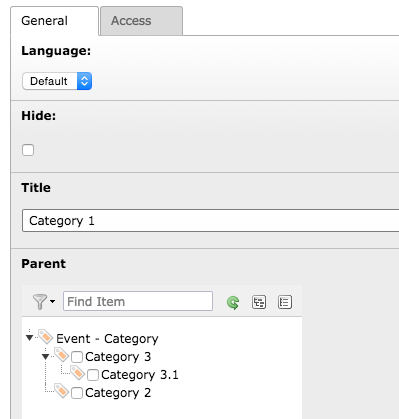 General
Access
Language:
Default
Hide:
Title
Category 1
Parent
Find Item
Event - Category
Category 3
Category 3.1
Category 2